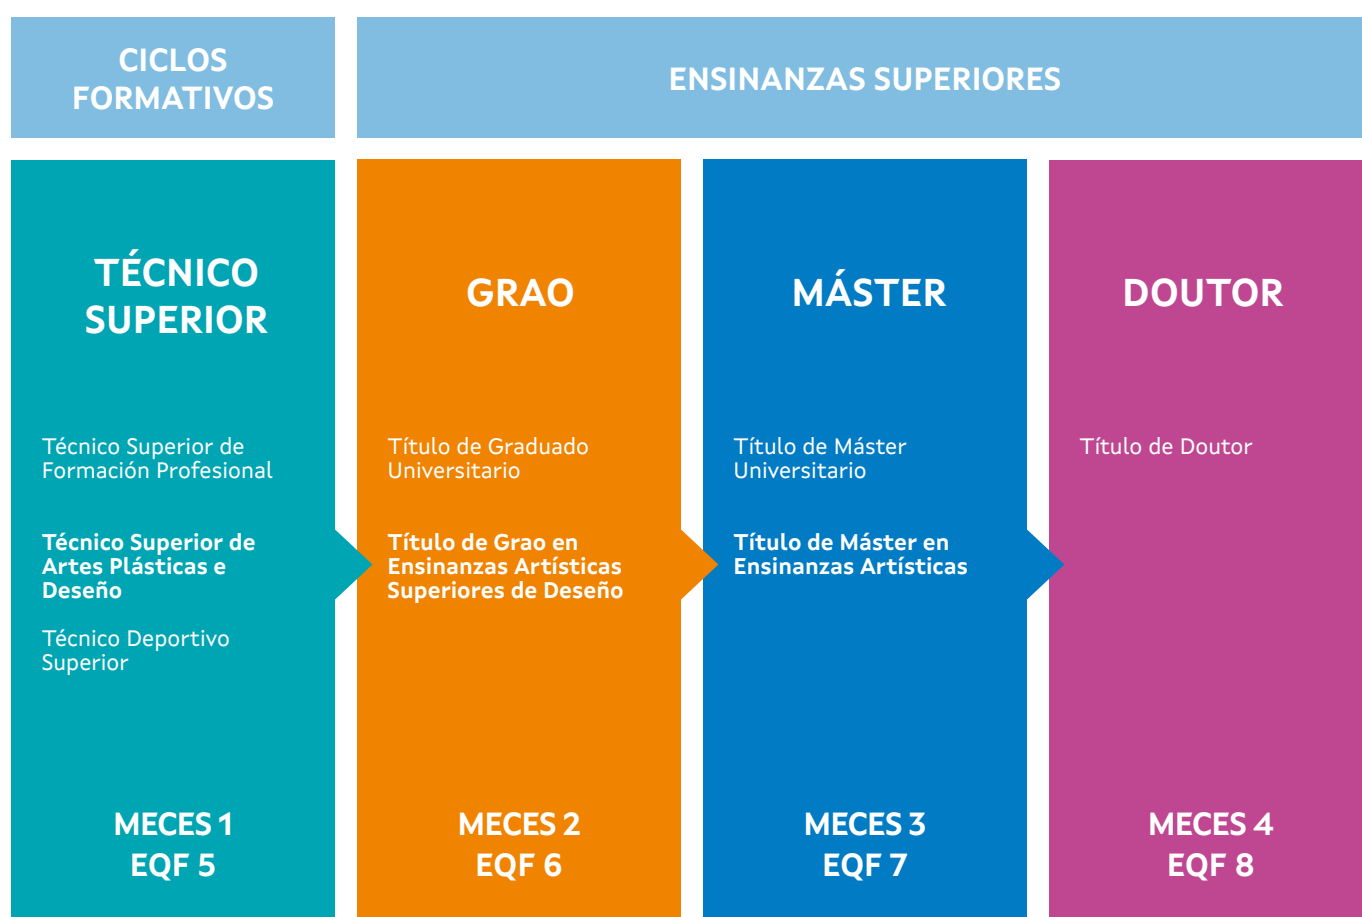 CICLOS
FORMATIVOS
ENSINANZAS SUPERIORES
TÉCNICO
SUPERIOR
Técnico Superior de
Formación Profesional
Técnico Superior de
Artes Plásticas e
Deseño
Técnico Deportivo
Superior
MECES 1
EQF 5
GRAO
Título de Graduado
Universitario
Título de Grao en
Ensinanzas Artísticas
Superiores de Deseño
MECES 2
EQF 6
MÁSTER
Título de Máster
Universitario
Título de Máster en
Ensinanzas Artísticas
MECES 3
EQF 7
DOUTOR
Título de Doutor
MECES 4
EQF 8